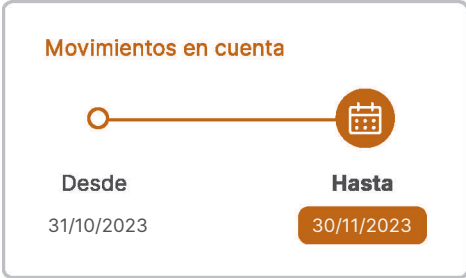 Movimientos en cuenta
Desde
Hasta
31/10/2023
30/11/2023